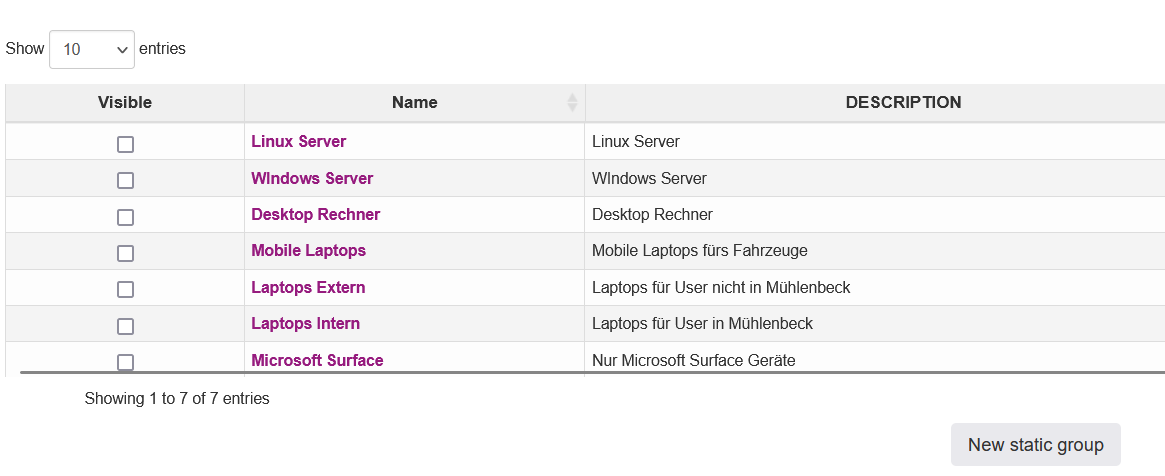 Show 10 entries
Visible Name DESCRIPTION
Linux Server Linux Server
WIndows Server WIndows Server
Desktop Rechner Desktop Rechner
Mobile Laptops Mobile Laptops fürs Fahrzeuge
Laptops Extern Laptops für User nicht in Mühlenbeck
Laptops Intern Laptops für User in Mühlenbeck
Microsoft Surface Nur Microsoft Surface Geräte
Showing 1 to 7 of 7 entries
New static group